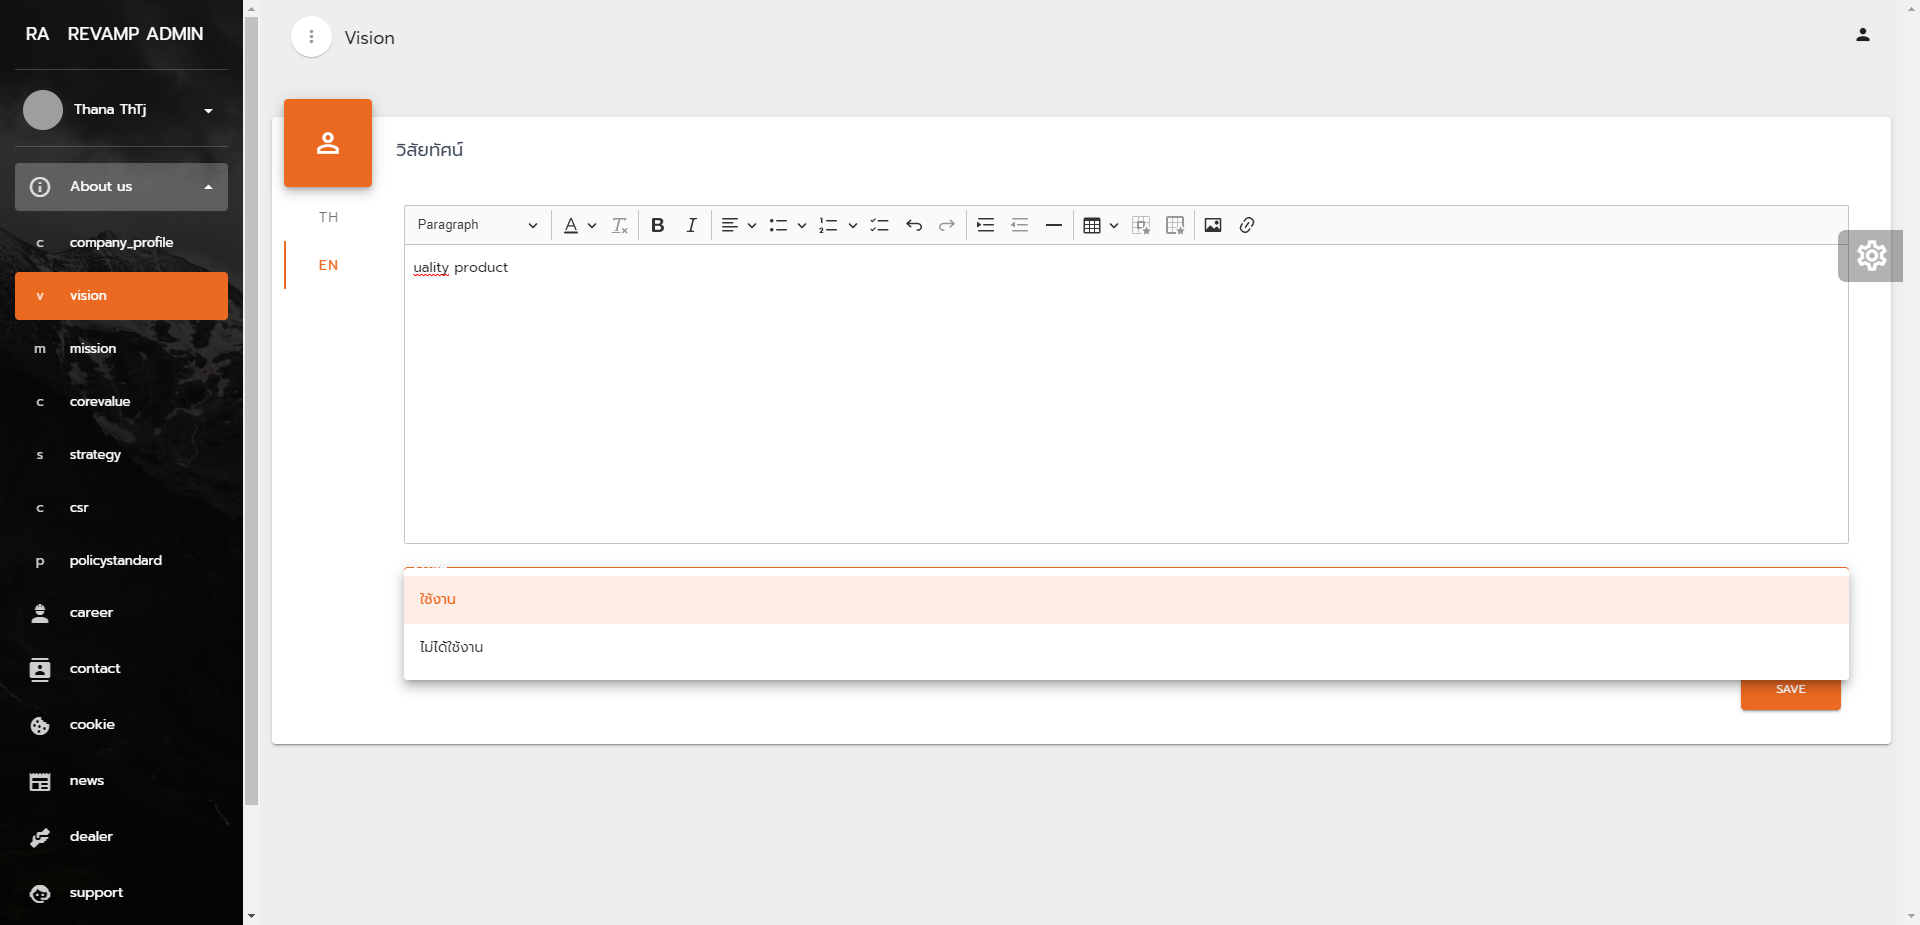 RA REVAMP ADMIN
Thana ThTj
About us
c company_profile
v vision
m mission
c corevalue
s strategy
c csr
p policystandard
career
contact
cookie
news
dealer
support
Vision
วิสัยทัศน์
TH
EN
Paragraph
uality product
ใช้งาน
ไม่ได้ใช้งาน
SAVE